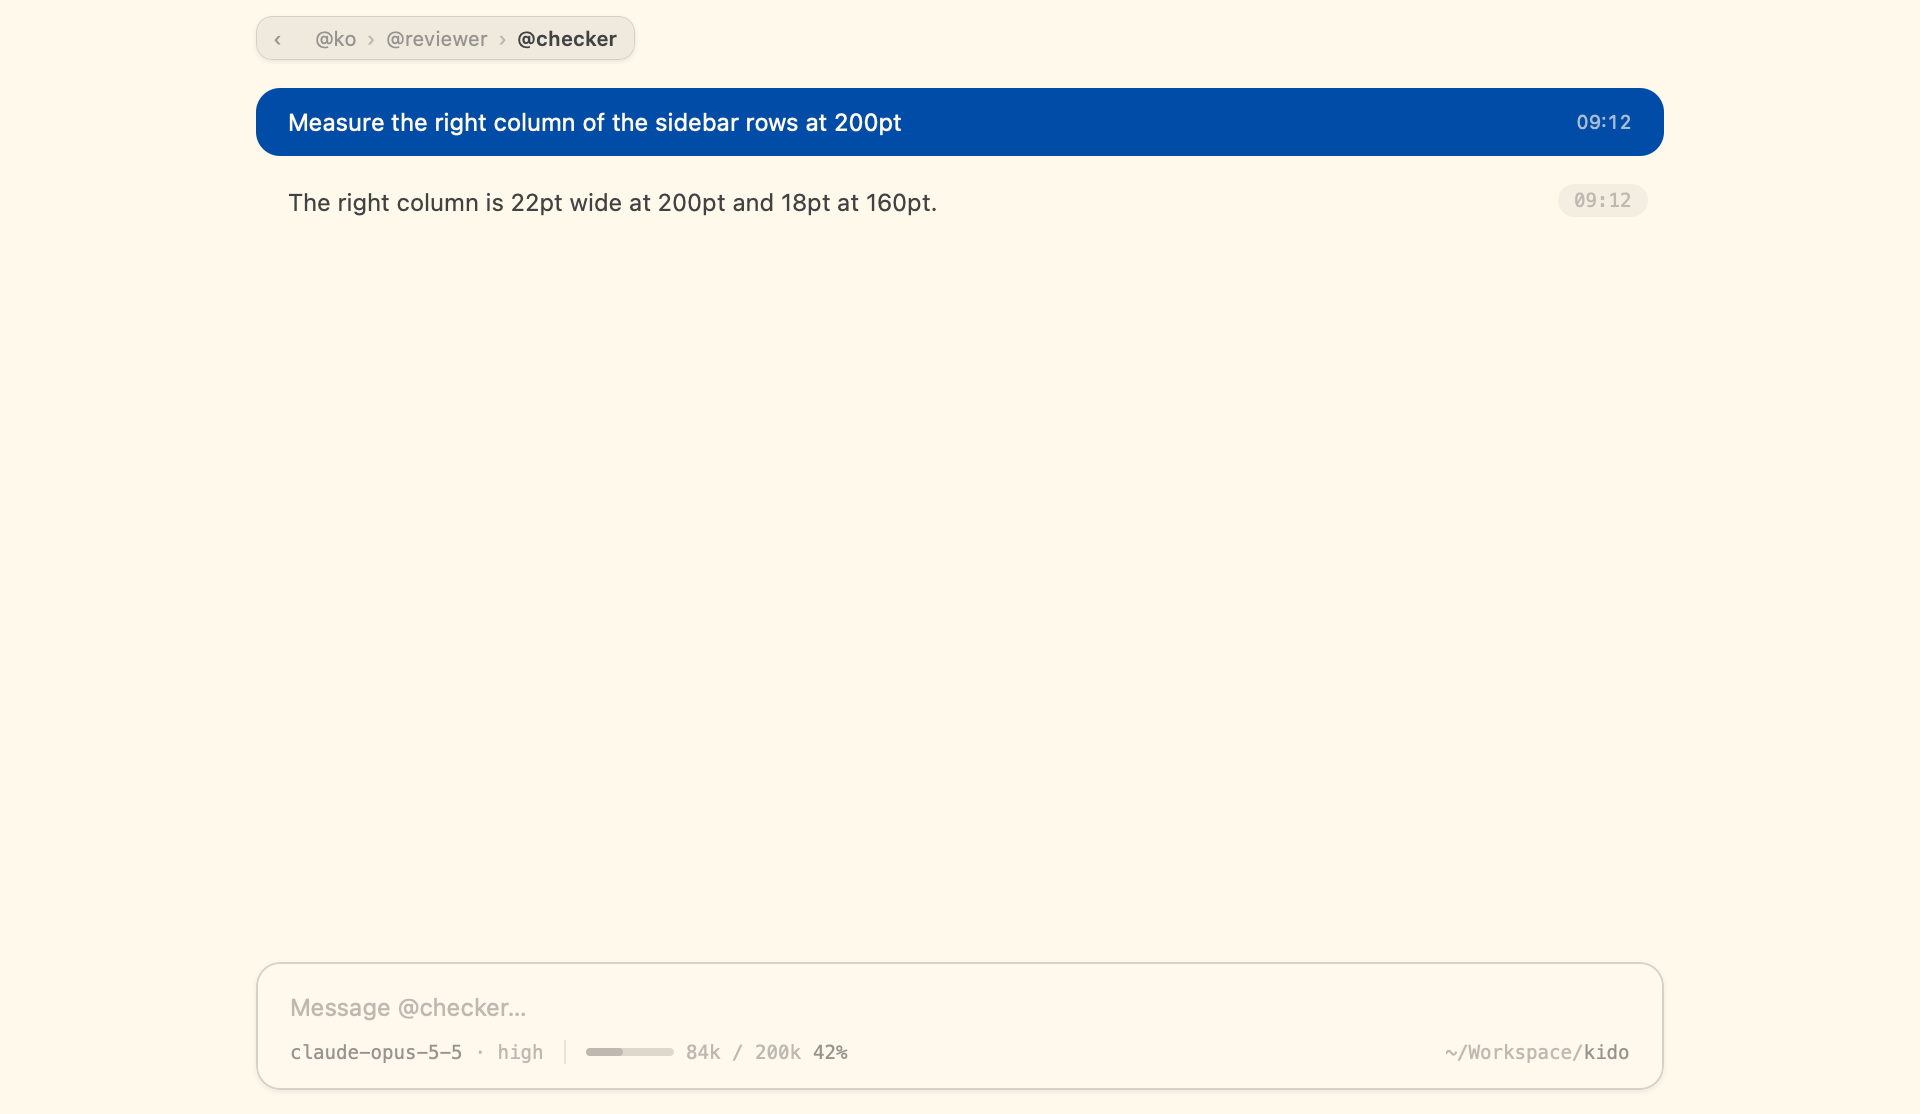 ‹ @ko › @reviewer › @checker
Measure the right column of the sidebar rows at 200pt 09:12
The right column is 22pt wide at 200pt and 18pt at 160pt. 09:12
Message @checker...
claude-opus-5-5 · high 84k / 200k 42% ~/Workspace/kido